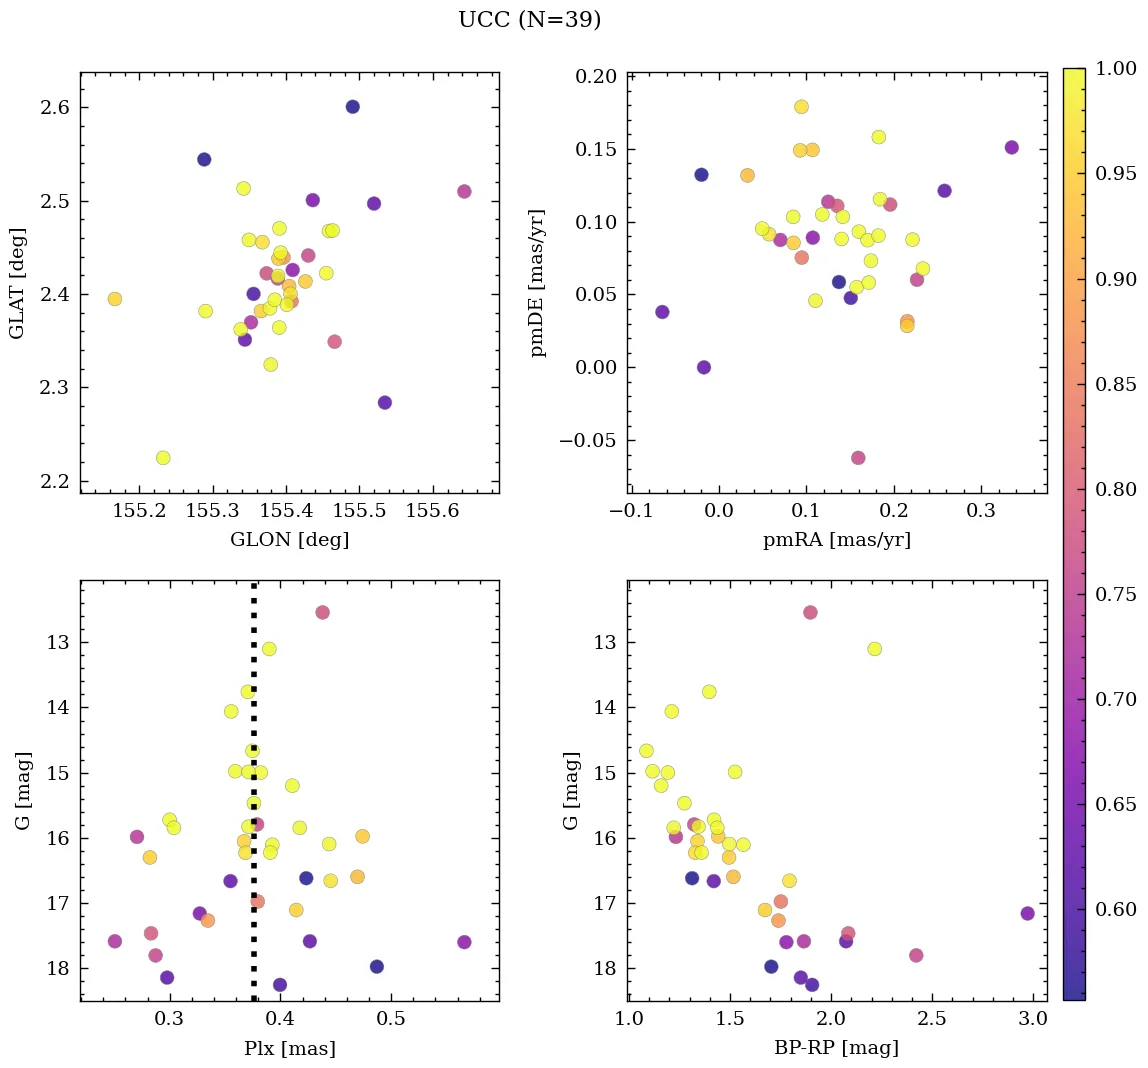 UCC (N=39)
2.6
2.5
2.4
2.3
2.2
GLAT [deg]
155.2 155.3 155.4 155.5 155.6
GLON [deg]
0.20
0.15
0.10
0.05
0.00
−0.05
pmDE [mas/yr]
−0.1 0.0 0.1 0.2 0.3
pmRA [mas/yr]
13
14
15
16
17
18
G [mag]
0.3 0.4 0.5
Plx [mas]
13
14
15
16
17
18
G [mag]
1.0 1.5 2.0 2.5 3.0
BP-RP [mag]
1.00
0.95
0.90
0.85
0.80
0.75
0.70
0.65
0.60